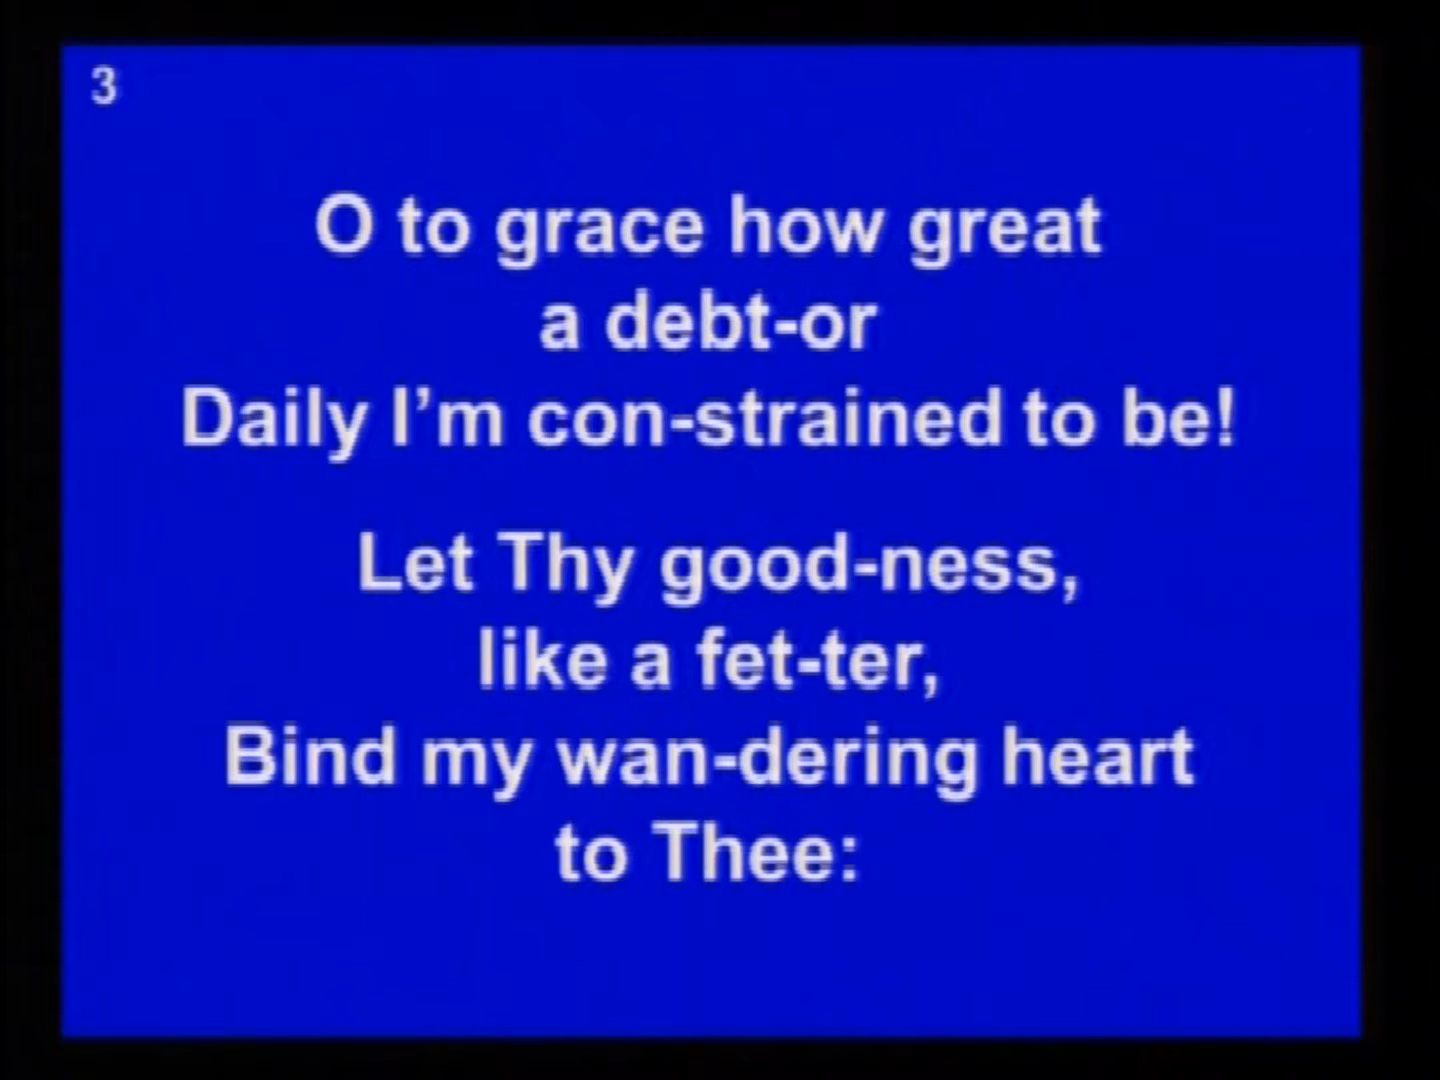 3
O to grace how great
a debt-or
Daily I’m con-strained to be!
Let Thy good-ness,
like a fet-ter,
Bind my wan-dering heart
to Thee: